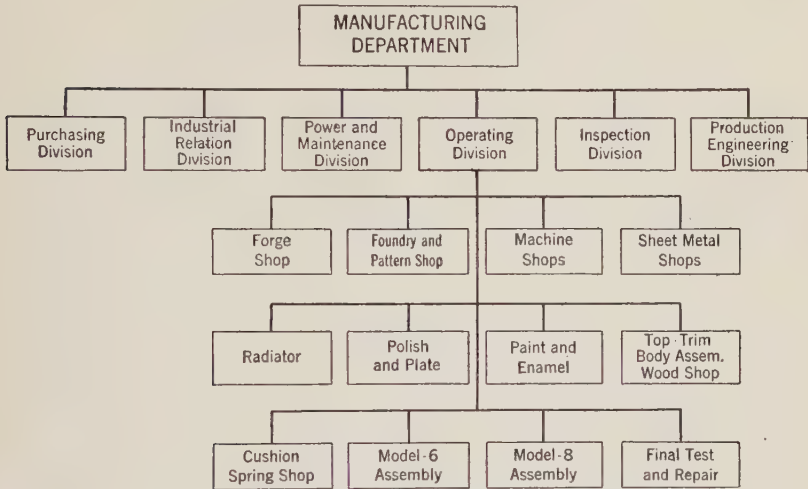 MANUFACTURING
DEPARTMENT
Purchasing
Division
Industrial
Relation
Division
Power and
Maintenance
Division
Operating
Division
Inspection
Division
Production
Engineering
Division
Forge
Shop
Foundry and
Pattern Shop
Machine
Shops
Sheet Metal
Shops
Radiator
Polish
and Plate
Paint and
Enamel
Top-Trim
Body Assem.
Wood Shop
Cushion
Spring Shop
Model-6
Assembly
Model-8
Assembly
Final Test
and Repair